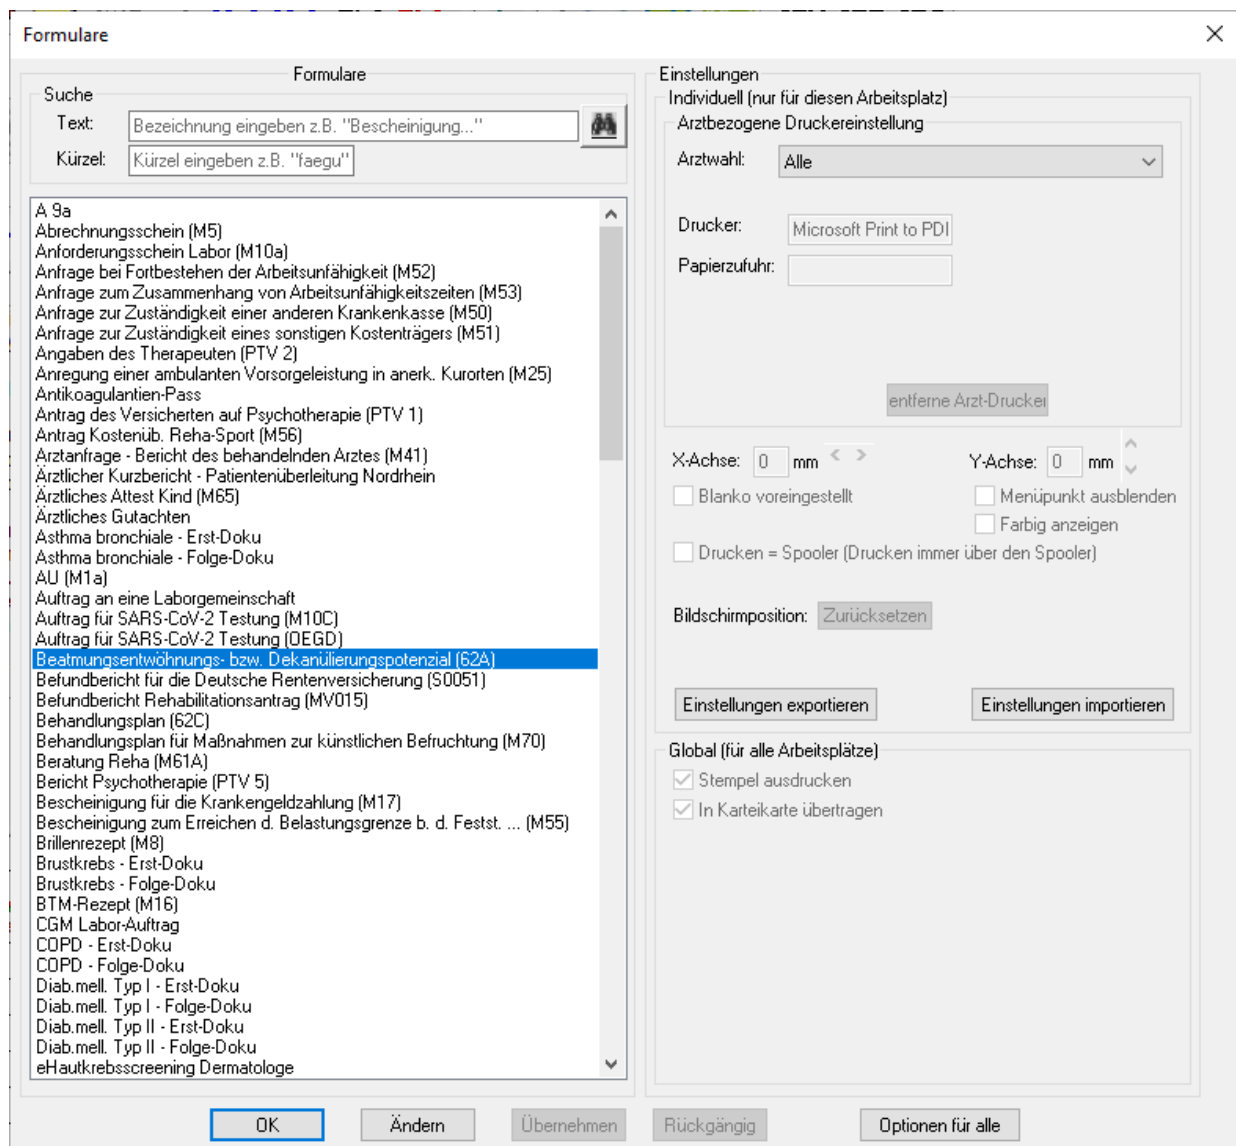 Formulare
Formulare
Suche
Text:
Bezeichnung eingeben z.B. "Bescheinigung..."
Kürzel:
Kürzel eingeben z.B. "faegu"
A 9a
Abrechnungsschein (M5)
Anforderungsschein Labor (M10a)
Anfrage bei Fortbestehen der Arbeitsunfähigkeit (M52)
Anfrage zum Zusammenhang von Arbeitsunfähigkeitszeiten (M53)
Anfrage zur Zuständigkeit einer anderen Krankenkasse (M50)
Anfrage zur Zuständigkeit eines sonstigen Kostenträgers (M51)
Angaben des Therapeuten (PTV 2)
Anregung einer ambulanten Vorsorgeleistung in anerk. Kurorten (M25)
Antikoagulantien-Pass
Antrag des Versicherten auf Psychotherapie (PTV 1)
Antrag Kostenüb. Reha-Sport (M56)
Arztanfrage - Bericht des behandelnden Arztes (M41)
Ärztlicher Kurzbericht - Patientenüberleitung Nordrhein
Ärztliches Attest Kind (M65)
Ärztliches Gutachten
Asthma bronchiale - Erst-Doku
Asthma bronchiale - Folge-Doku
AU (M1a)
Auftrag an eine Laborgemeinschaft
Auftrag für SARS-CoV-2 Testung (M10C)
Auftrag für SARS-CoV-2 Testung (OEGD)
Beatmungsentwöhnungs- bzw. Dekanülierungspotenzial (62A)
Befundbericht für die Deutsche Rentenversicherung (S0051)
Befundbericht Rehabilitationsantrag (MV015)
Behandlungsplan (62C)
Behandlungsplan für Maßnahmen zur künstlichen Befruchtung (M70)
Beratung Reha (M61A)
Bericht Psychotherapie (PTV 5)
Bescheinigung für die Krankengeldzahlung (M17)
Bescheinigung zum Erreichen d. Belastungsgrenze b. d. Festst. ... (M55)
Brillenrezept (M8)
Brustkrebs - Erst-Doku
Brustkrebs - Folge-Doku
BTM-Rezept (M16)
CGM Labor-Auftrag
COPD - Erst-Doku
COPD - Folge-Doku
Diab.mell. Typ I - Erst-Doku
Diab.mell. Typ I - Folge-Doku
Diab.mell. Typ II - Erst-Doku
Diab.mell. Typ II - Folge-Doku
eHautkrebsscreening Dermatologe
Einstellungen
Individuell (nur für diesen Arbeitsplatz)
Arztbezogene Druckereinstellung
Arztwahl:
Alle
Drucker:
Microsoft Print to PDI
Papierzufuhr:
entferne Arzt-Drucker
X-Achse: 0 mm
Y-Achse: 0 mm
Blanko voreingestellt
Menüpunkt ausblenden
Farbig anzeigen
Drucken = Spooler (Drucken immer über den Spooler)
Bildschirmposition: Zurücksetzen
Einstellungen exportieren
Einstellungen importieren
Global (für alle Arbeitsplätze)
Stempel ausdrucken
In Karteikarte übertragen
OK
Ändern
Übernehmen
Rückgängig
Optionen für alle